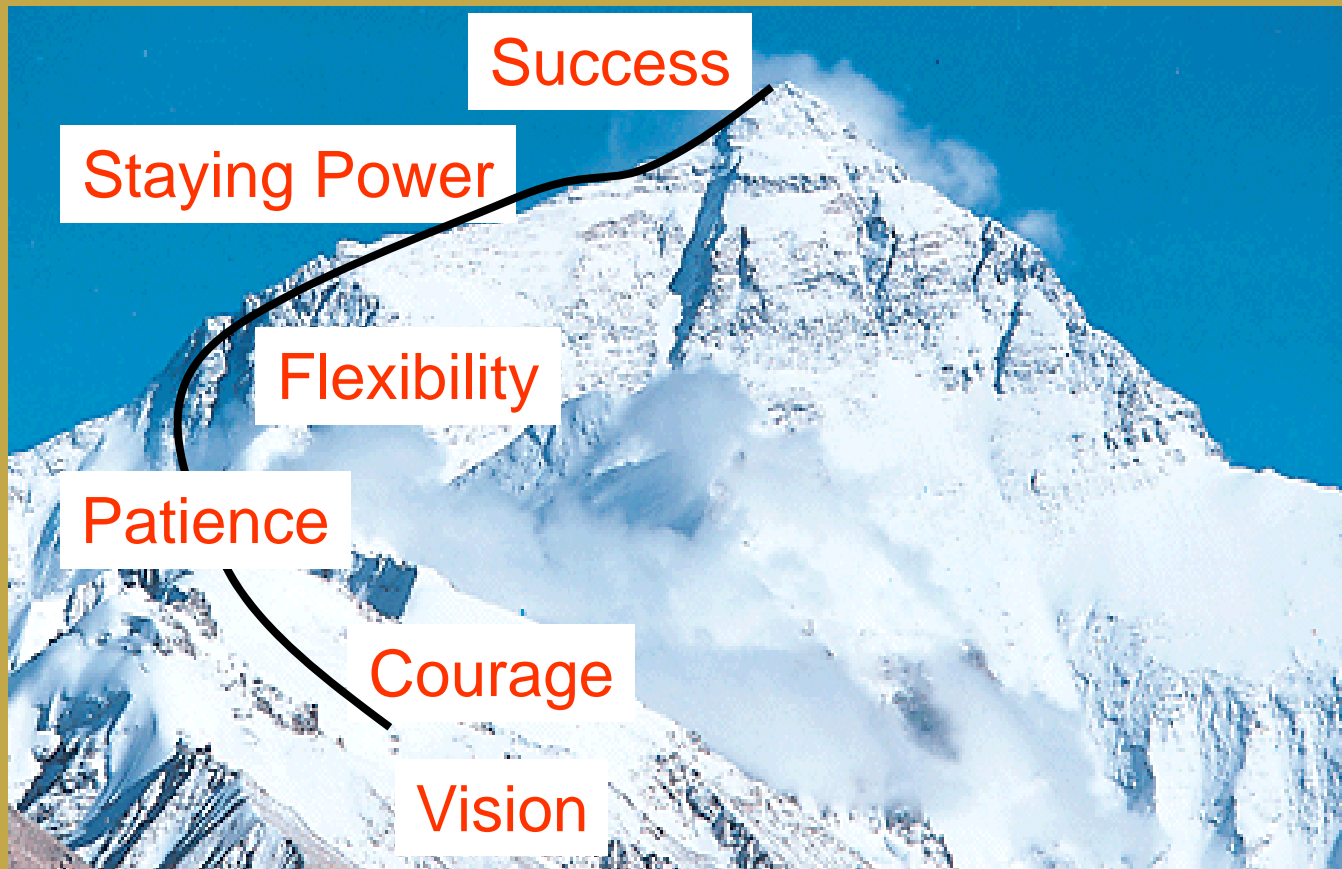 Success
Staying Power
Flexibility
Patience
Courage
Vision